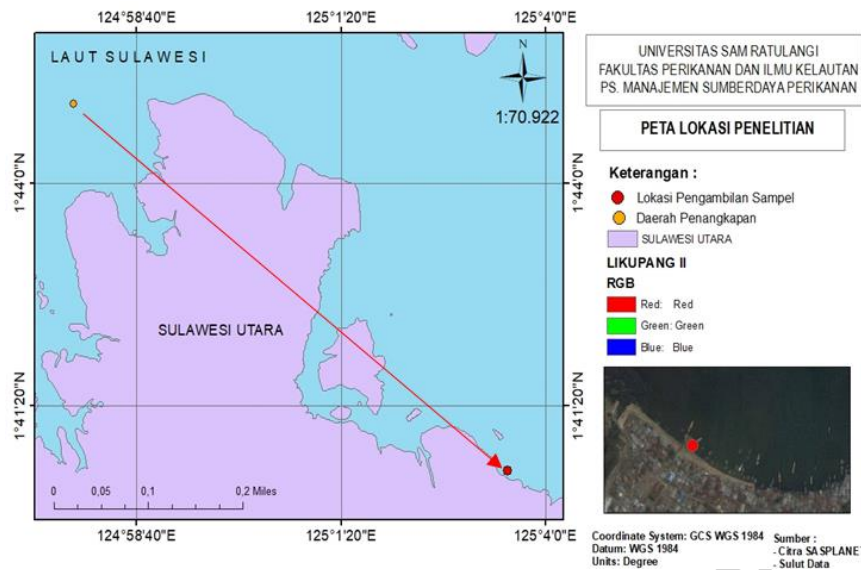 124°58'40"E
125°1'20"E
125°4'0"E
LAUT SULAWESI
N
1:70.922
1°44'0"N
1°44'0"N
SULAWESI UTARA
1°41'20"N
1°41'20"N
0 0,05 0,1 0,2 Miles
124°58'40"E
125°1'20"E
125°4'0"E
UNIVERSITAS SAM RATULANGI
FAKULTAS PERIKANAN DAN ILMU KELAUTAN
PS. MANAJEMEN SUMBERDAYA PERIKANAN
PETA LOKASI PENELITIAN
Keterangan :
Lokasi Pengambilan Sampel
Daerah Penangkapan
SULAWESI UTARA
LIKUPANG II
RGB
Red: Red
Green: Green
Blue: Blue
Coordinate System: GCS WGS 1984
Datum: WGS 1984
Units: Degree
Sumber :
- Citra SASPLANET
- Sulut Data